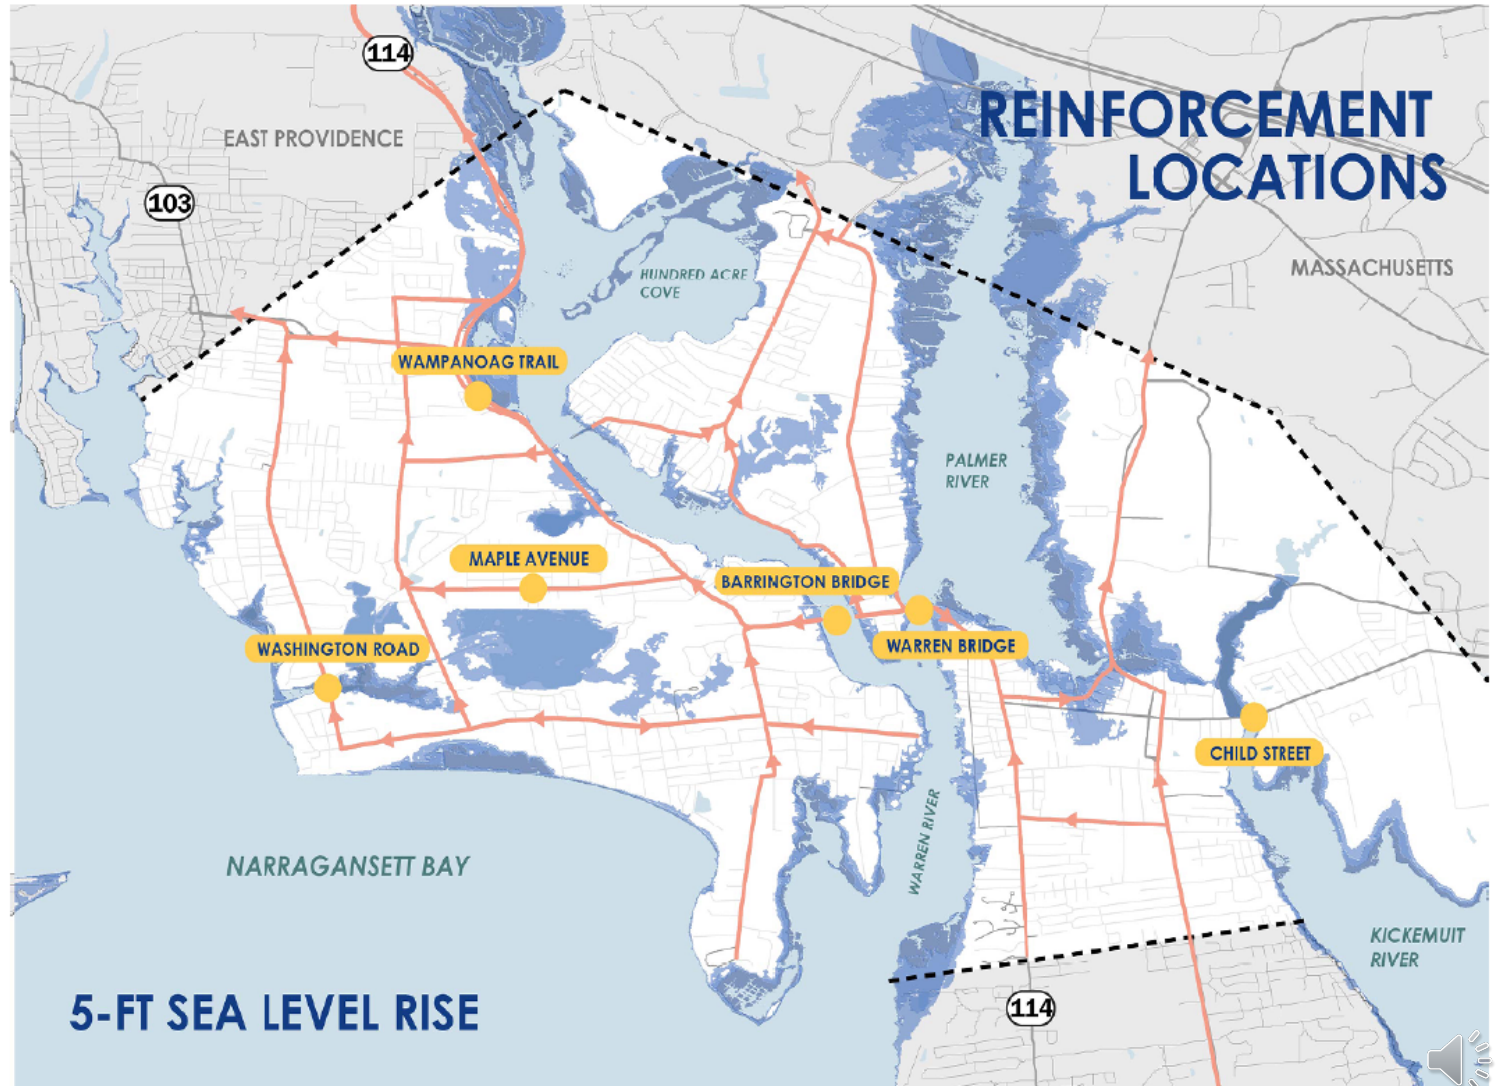 114
REINFORCEMENT
LOCATIONS
EAST PROVIDENCE
103
MASSACHUSETTS
HUNDRED ACRE
COVE
WAMPANOAG TRAIL
PALMER
RIVER
MAPLE AVENUE
BARRINGTON BRIDGE
WASHINGTON ROAD
WARREN BRIDGE
CHILD STREET
WARREN RIVER
NARRAGANSETT BAY
KICKEMUIT
RIVER
5-FT SEA LEVEL RISE
114